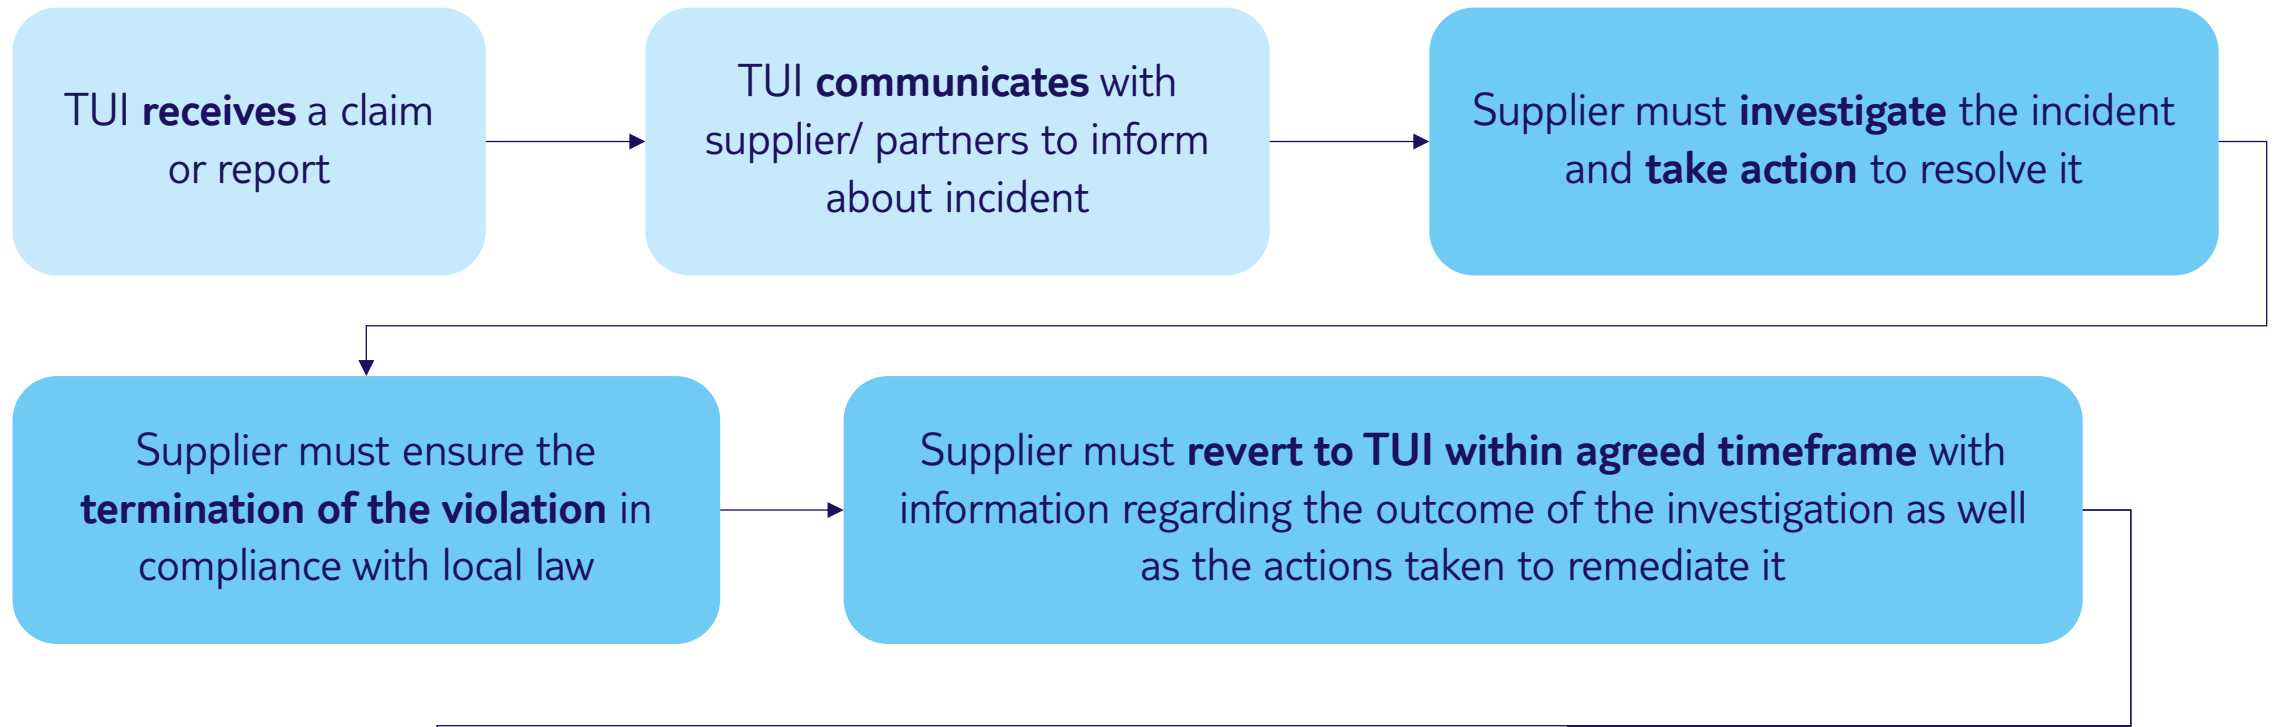 TUI receives a claim
or report
TUI communicates with
supplier/ partners to inform
about incident
Supplier must investigate the incident
and take action to resolve it
Supplier must ensure the
termination of the violation in
compliance with local law
Supplier must revert to TUI within agreed timeframe with
information regarding the outcome of the investigation as well
as the actions taken to remediate it